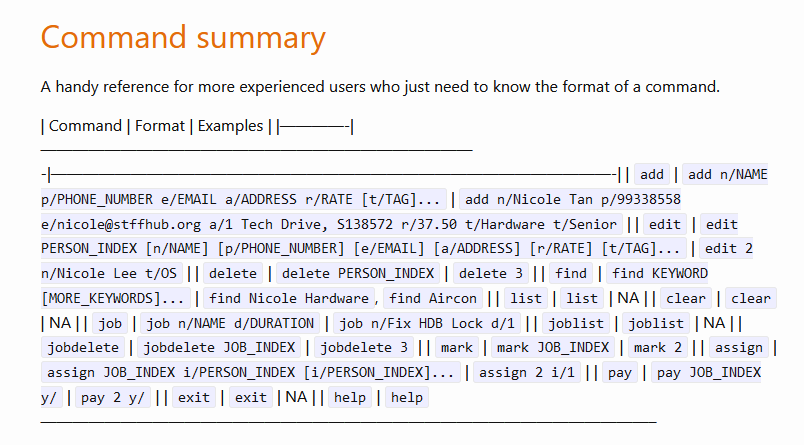 Command summary
A handy reference for more experienced users who just need to know the format of a command.
| Command | Format | Examples | |————-|
———————————————————————————
-|———————————————————————————————————-| | add | add n/NAME
p/PHONE_NUMBER e/EMAIL a/ADDRESS r/RATE [t/TAG]... | add n/Nicole Tan p/99338558
e/nicole@stffhub.org a/1 Tech Drive, S138572 r/37.50 t/Hardware t/Senior | | edit | edit
PERSON_INDEX [n/NAME] [p/PHONE_NUMBER] [e/EMAIL] [a/ADDRESS] [r/RATE] [t/TAG]... | edit 2
n/Nicole Lee t/OS | | delete | delete PERSON_INDEX | delete 3 | | find | find KEYWORD
[MORE_KEYWORDS]... | find Nicole Hardware, find Aircon | | list | list | NA | | clear | clear
| NA | | job | job n/NAME d/DURATION | job n/Fix HDB Lock d/1 | | joblist | joblist | NA | |
jobdelete | jobdelete JOB_INDEX | jobdelete 3 | | mark | mark JOB_INDEX | mark 2 | | assign |
assign JOB_INDEX i/PERSON_INDEX [i/PERSON_INDEX]... | assign 2 i/1 | | pay | pay JOB_INDEX
y/ | pay 2 y/ | | exit | exit | NA | | help | help
———————————————————————————————————————